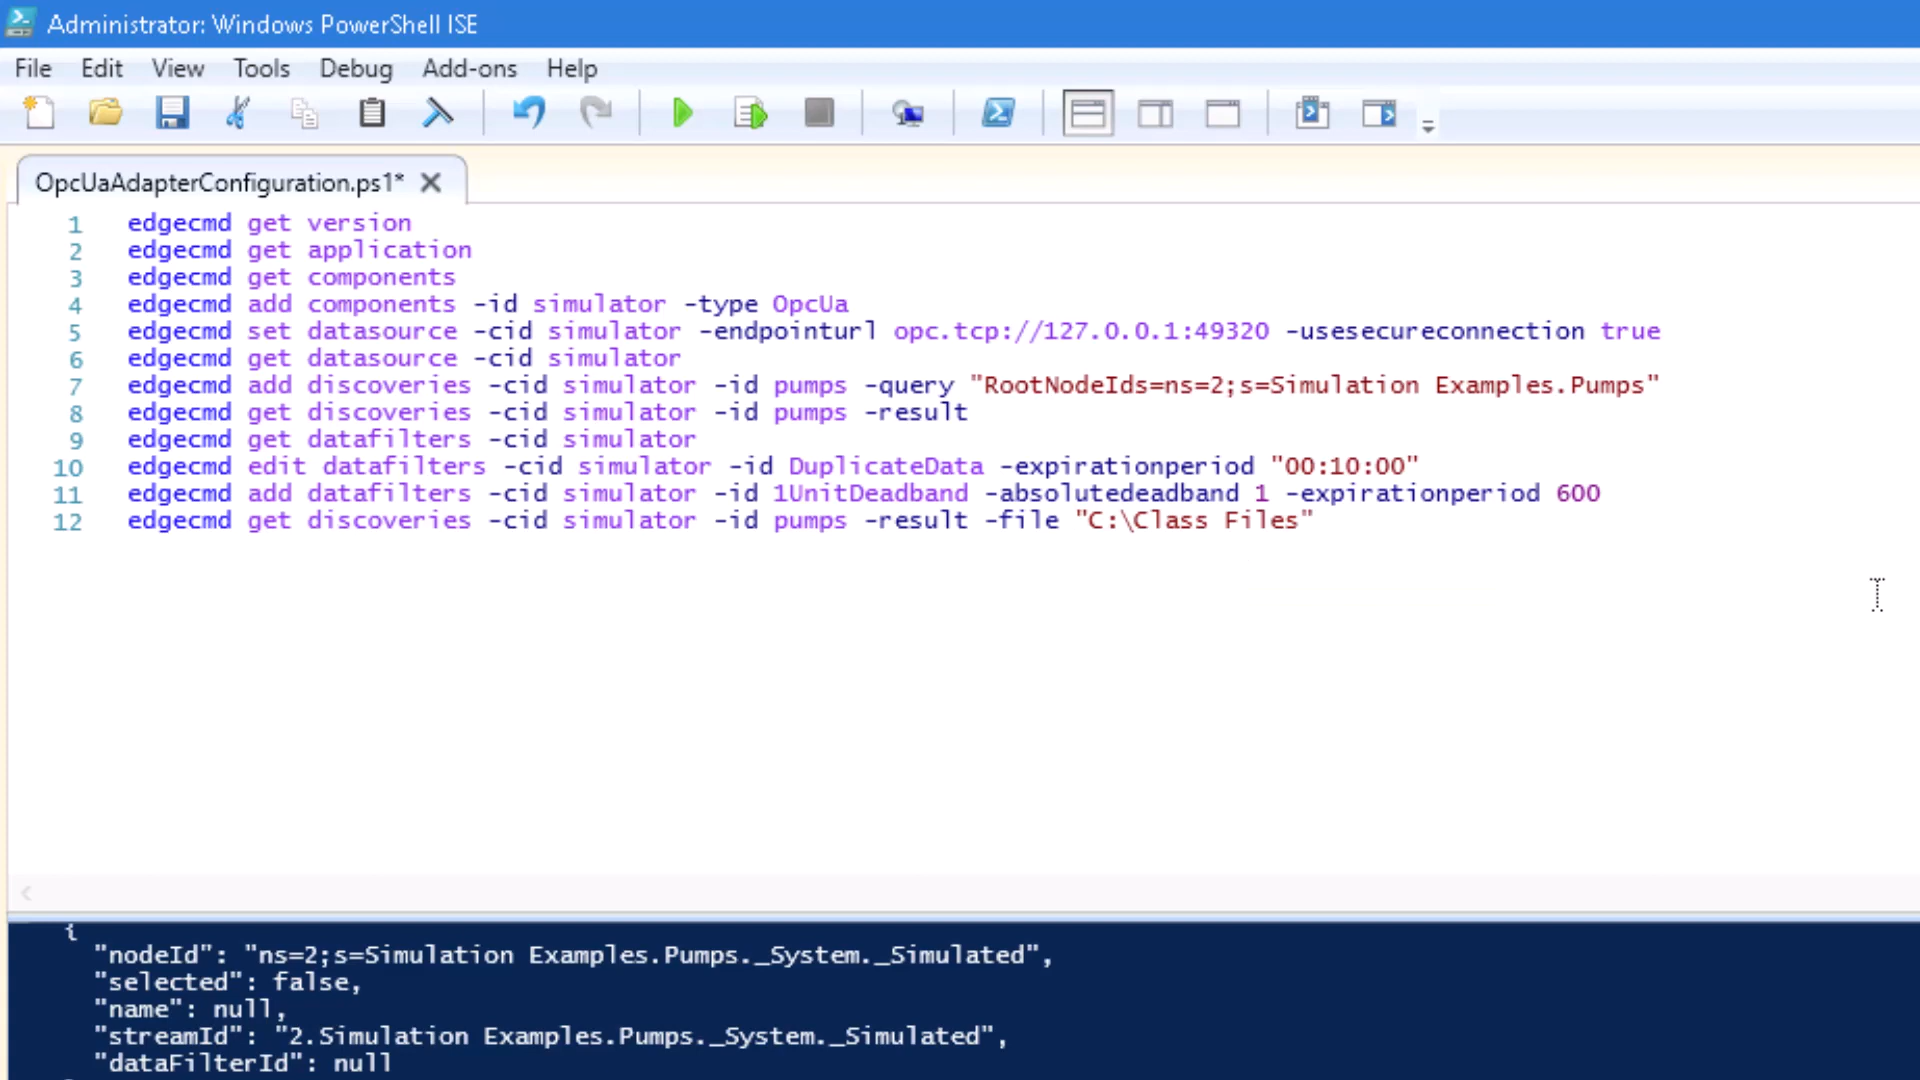 Administrator: Windows PowerShell ISE
File Edit View Tools Debug Add-ons Help
OpcUaAdapterConfiguration.ps1*
1 edgecmd get version
2 edgecmd get application
3 edgecmd get components
4 edgecmd add components -id simulator -type OpcUa
5 edgecmd set datasource -cid simulator -endpointurl opc.tcp://127.0.0.1:49320 -usesecureconnection true
6 edgecmd get datasource -cid simulator
7 edgecmd add discoveries -cid simulator -id pumps -query "RootNodeIds=ns=2;s=Simulation Examples.Pumps"
8 edgecmd get discoveries -cid simulator -id pumps -result
9 edgecmd get datafilters -cid simulator
10 edgecmd edit datafilters -cid simulator -id DuplicateData -expirationperiod "00:10:00"
11 edgecmd add datafilters -cid simulator -id 1UnitDeadband -absolutedeadband 1 -expirationperiod 600
12 edgecmd get discoveries -cid simulator -id pumps -result -file "C:\Class Files"
{
"nodeId": "ns=2;s=Simulation Examples.Pumps._System._Simulated",
"selected": false,
"name": null,
"streamId": "2.Simulation Examples.Pumps._System._Simulated",
"dataFilterId": null